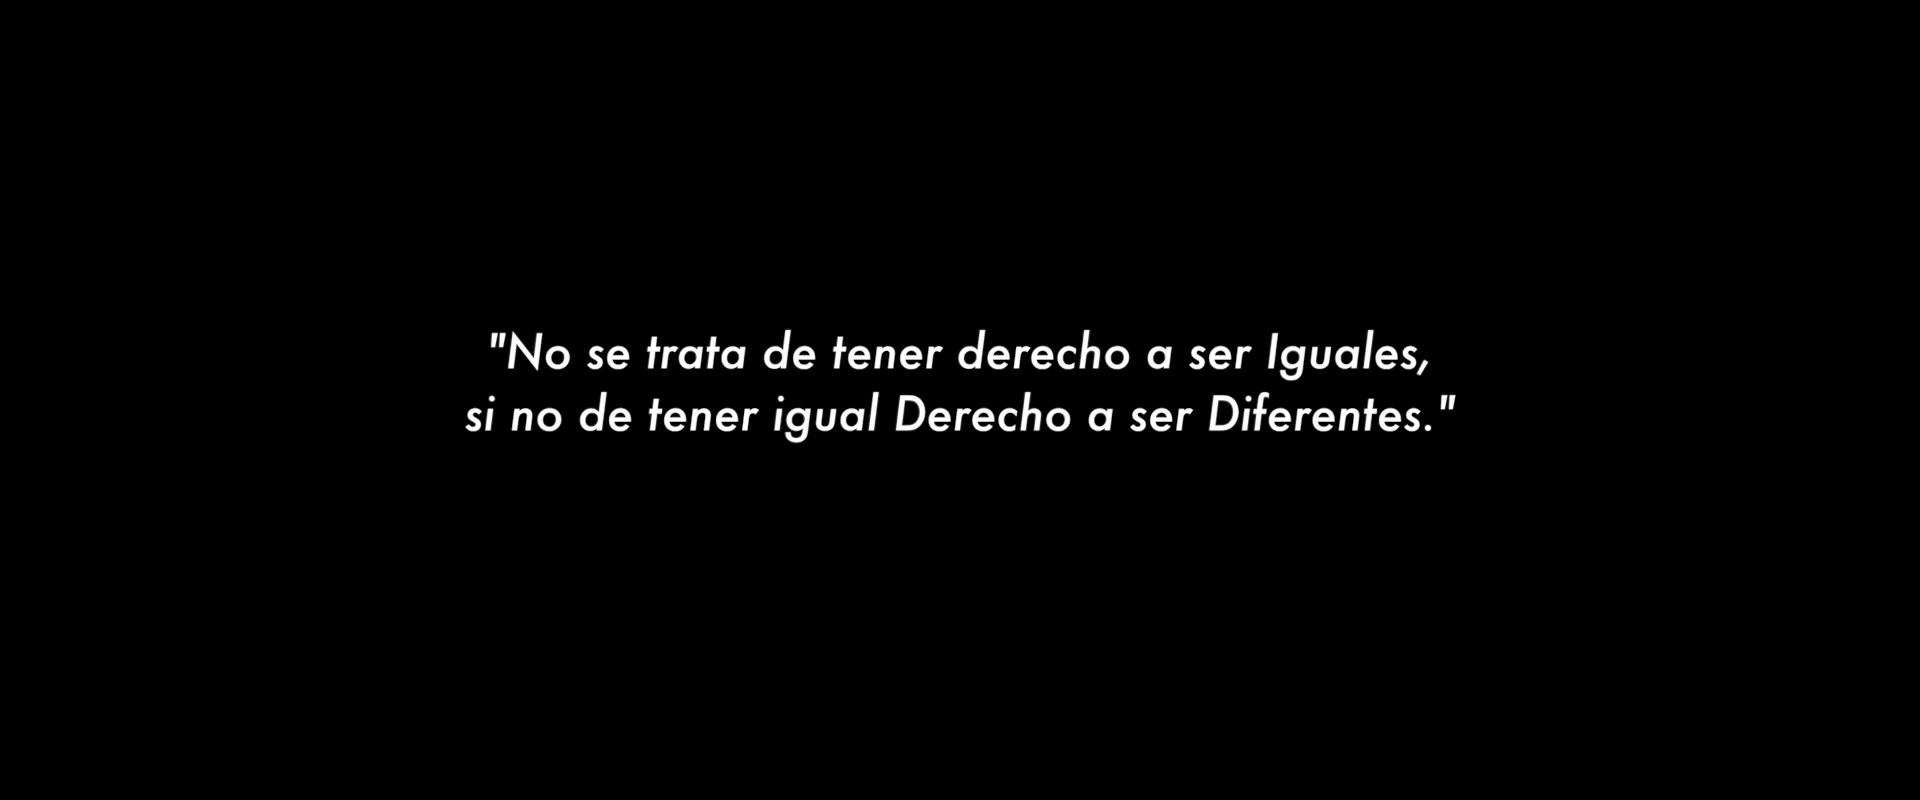 "No se trata de tener derecho a ser Iguales,
si no de tener igual Derecho a ser Diferentes."